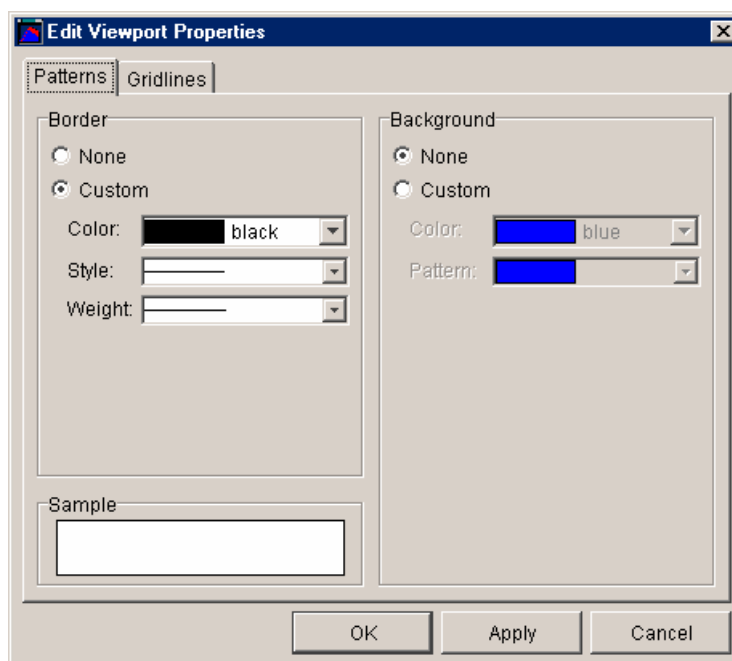 Edit Viewport Properties
Patterns
Gridlines
Border
None
Custom
Color: black
Style:
Weight:
Background
None
Custom
Color: blue
Pattern:
Sample
OK
Apply
Cancel